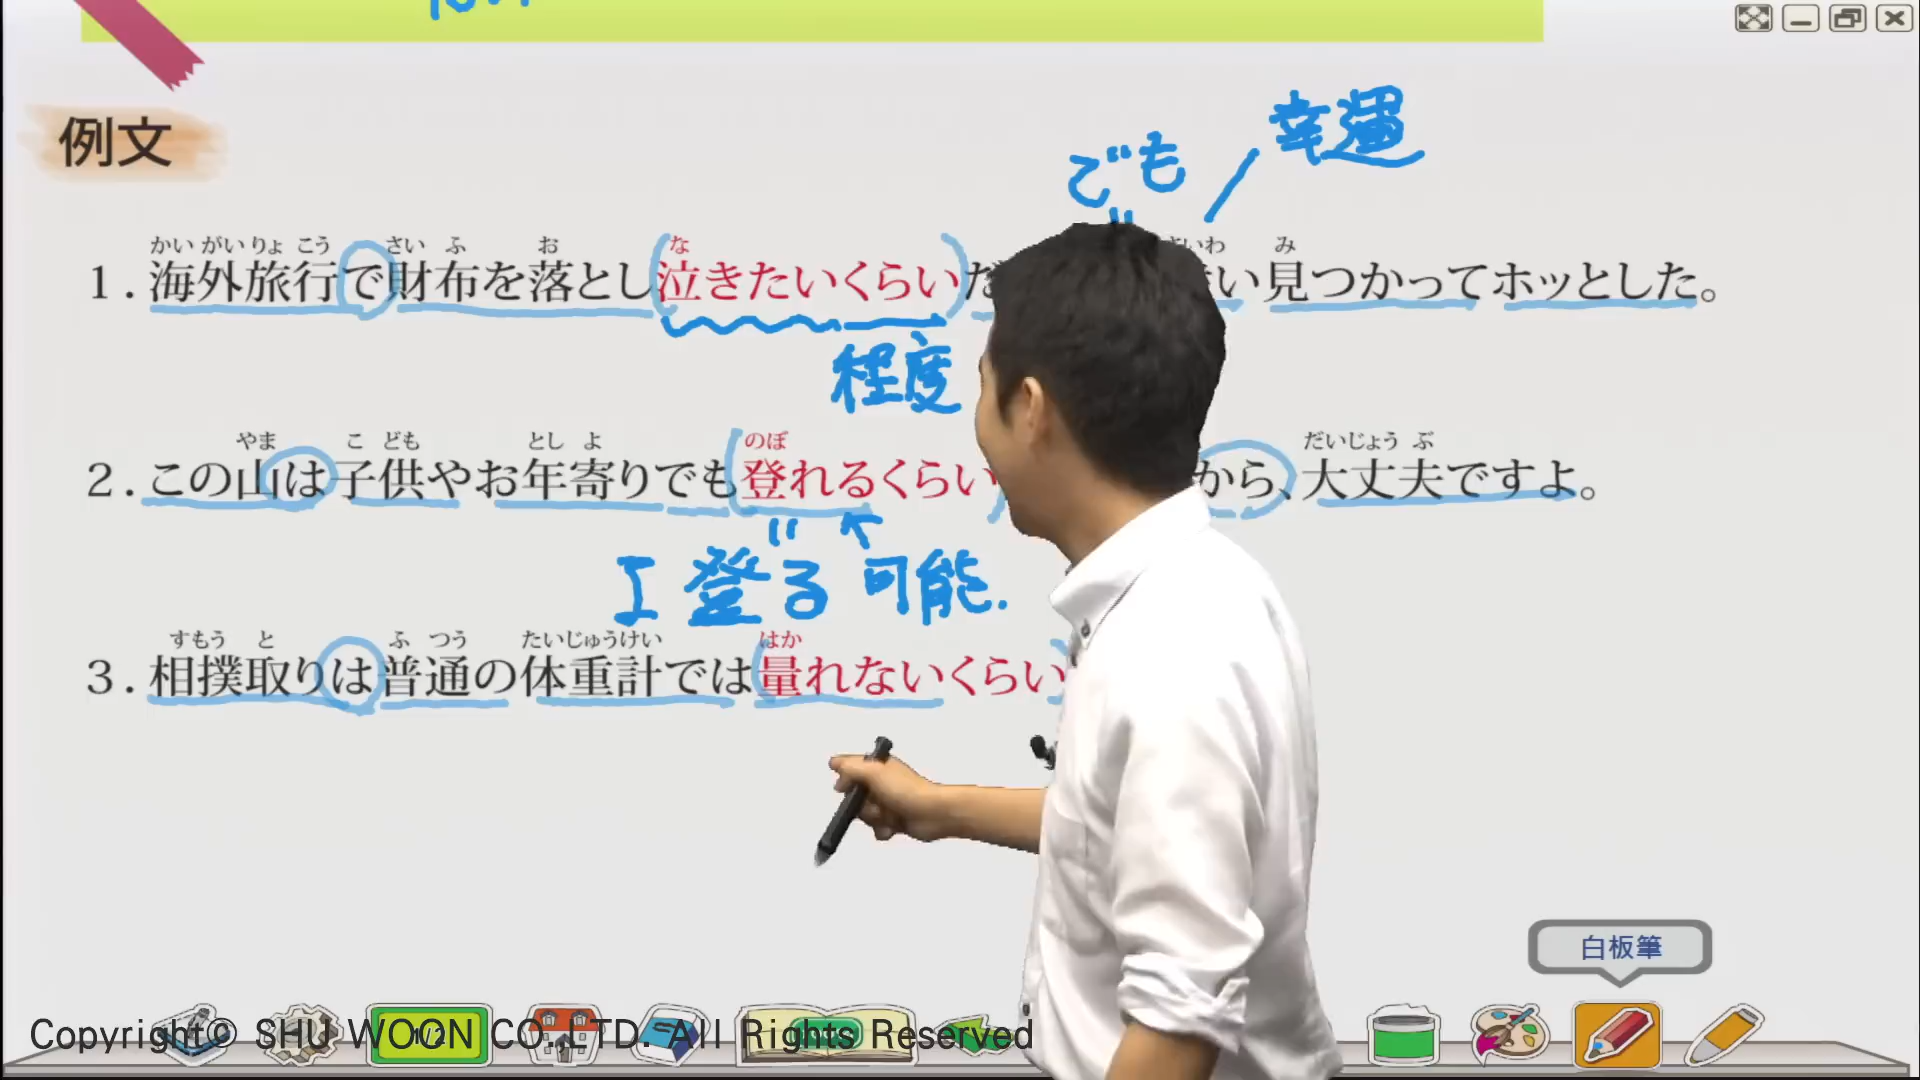 例文
でも
幸運
かい がい りょ こう さい ふ お な さいわ み
1.海外旅行で財布を落とし泣きたいくらいだ い見つかってホッとした。
程度
やま こ ども とし よ のぼ だいじょう ぶ
2.この山は子供やお年寄りでも登れるくらい から、大丈夫ですよ。
I 登る 可能.
すもう と ふ つう たいじゅうけい はか
3.相撲取りは普通の体重計では量れないくらい
白板筆
1/2
Copyright© SHU WOON CO.,LTD. All Rights Reserved